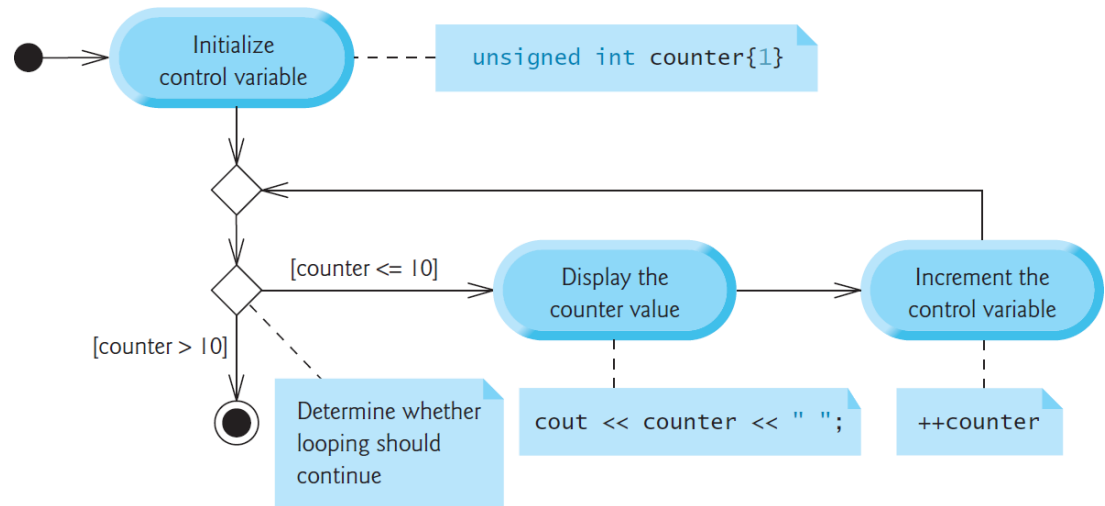 Initialize
control variable
unsigned int counter{1}
[counter <= 10]
Display the
counter value
Increment the
control variable
[counter > 10]
Determine whether
looping should
continue
cout << counter << " ";
++counter